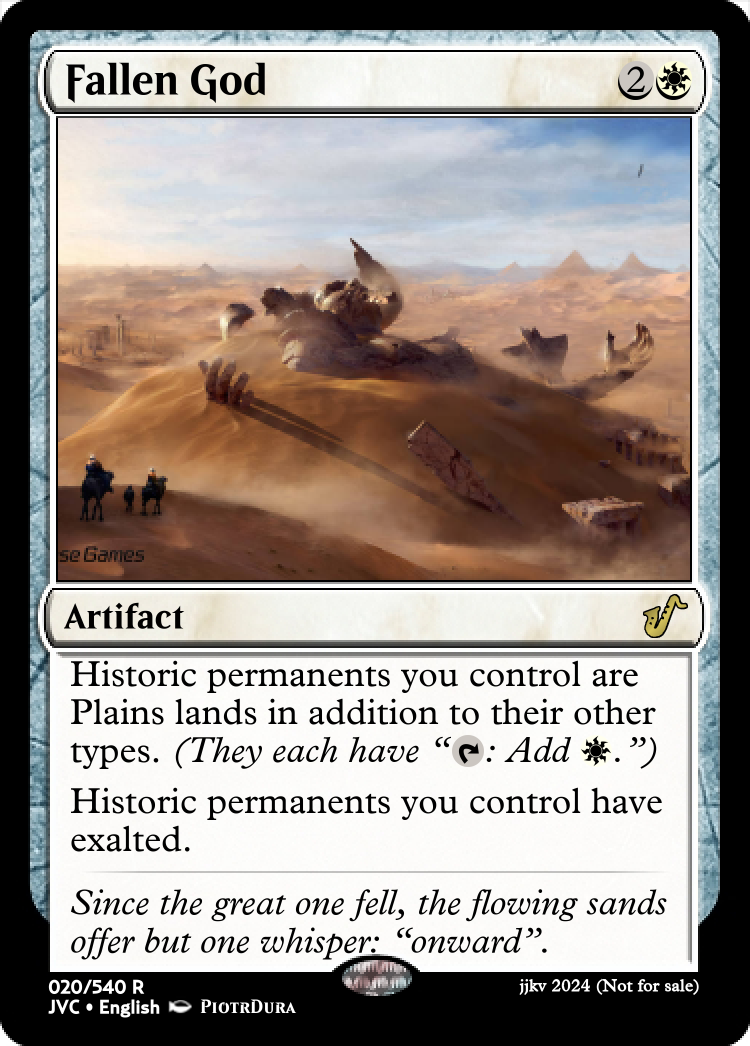 Fallen God 2
se Games
Artifact
Historic permanents you control are
Plains lands in addition to their other
types. (They each have “: Add .”)
Historic permanents you control have
exalted.
Since the great one fell, the flowing sands
offer but one whisper: “onward”.
020/540 R
JVC • English PiotrDura
jjkv 2024 (Not for sale)